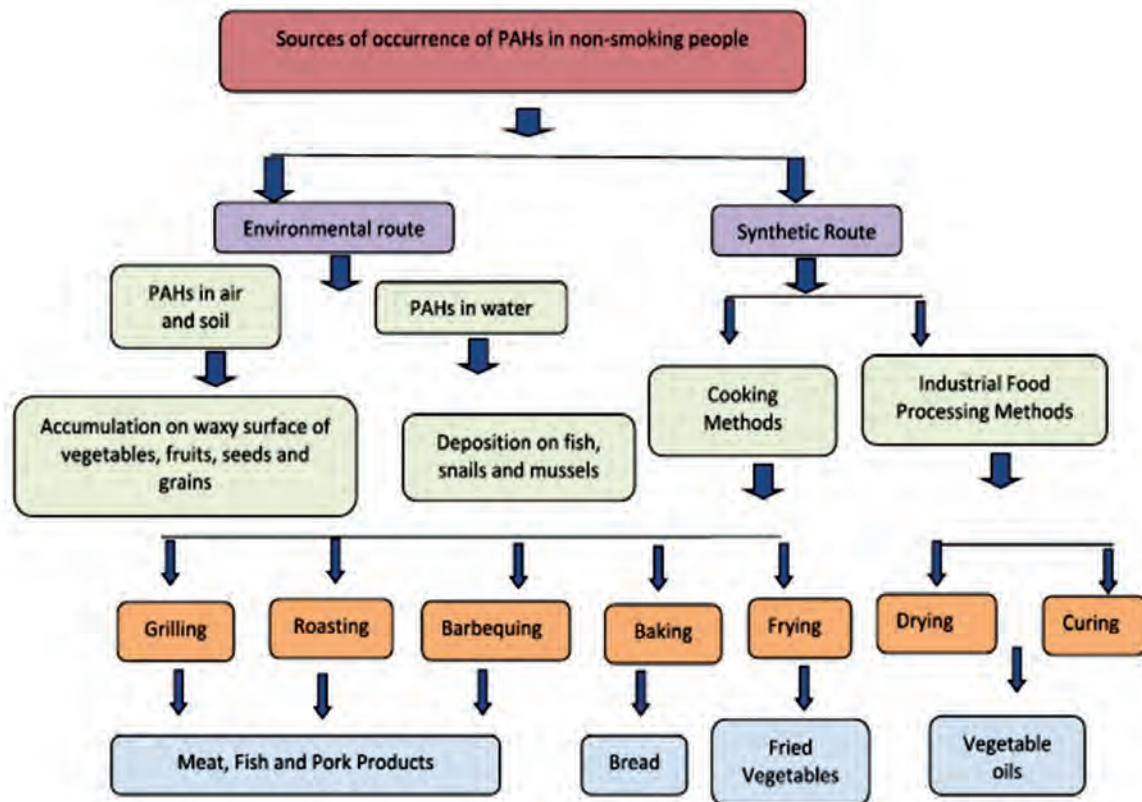 Sources of occurrence of PAHs in non-smoking people
Environmental route
Synthetic Route
PAHs in air
and soil
PAHs in water
Cooking
Methods
Industrial Food
Processing Methods
Accumulation on waxy surface of
vegetables, fruits, seeds and
grains
Deposition on fish,
snails and mussels
Grilling
Roasting
Barbequing
Baking
Frying
Drying
Curing
Meat, Fish and Pork Products
Bread
Fried
Vegetables
Vegetable
oils